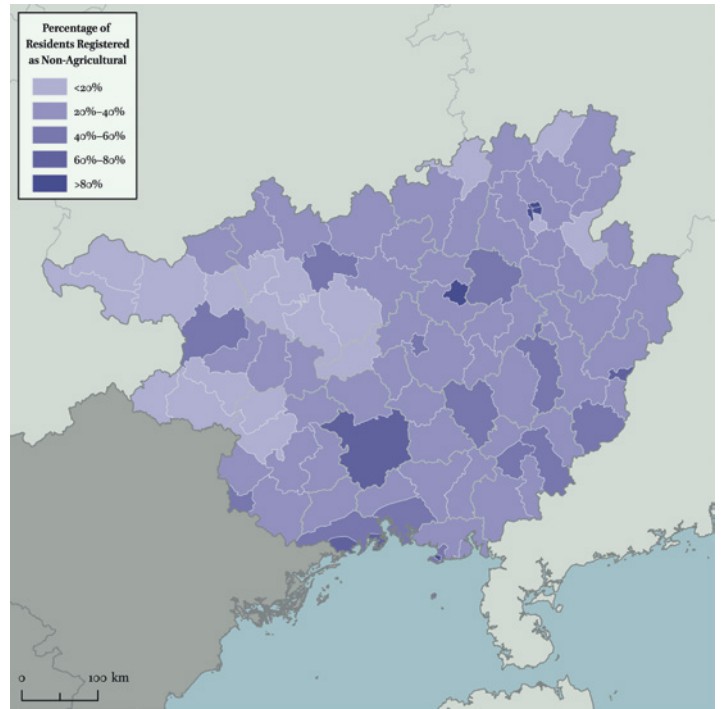 Percentage of
Residents Registered
as Non-Agricultural
<20%
20%–40%
40%–60%
60%–80%
>80%
0 100 km